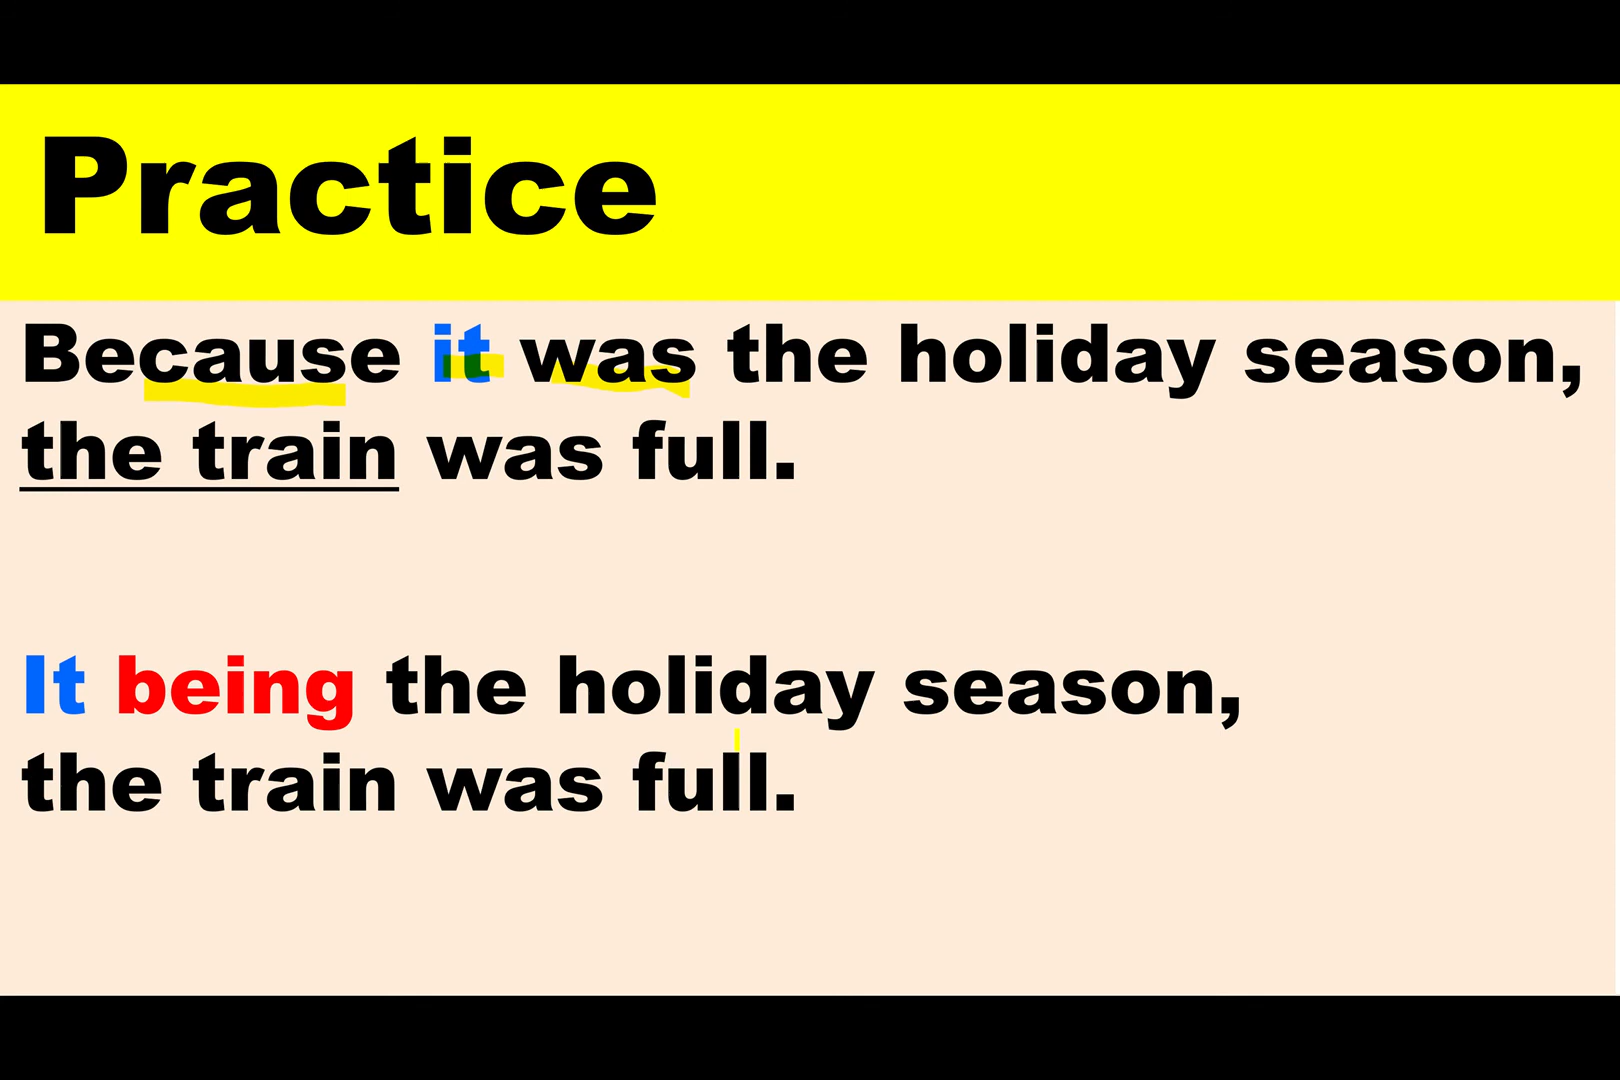 Practice
Because it was the holiday season,
the train was full.
It being the holiday season,
the train was full.